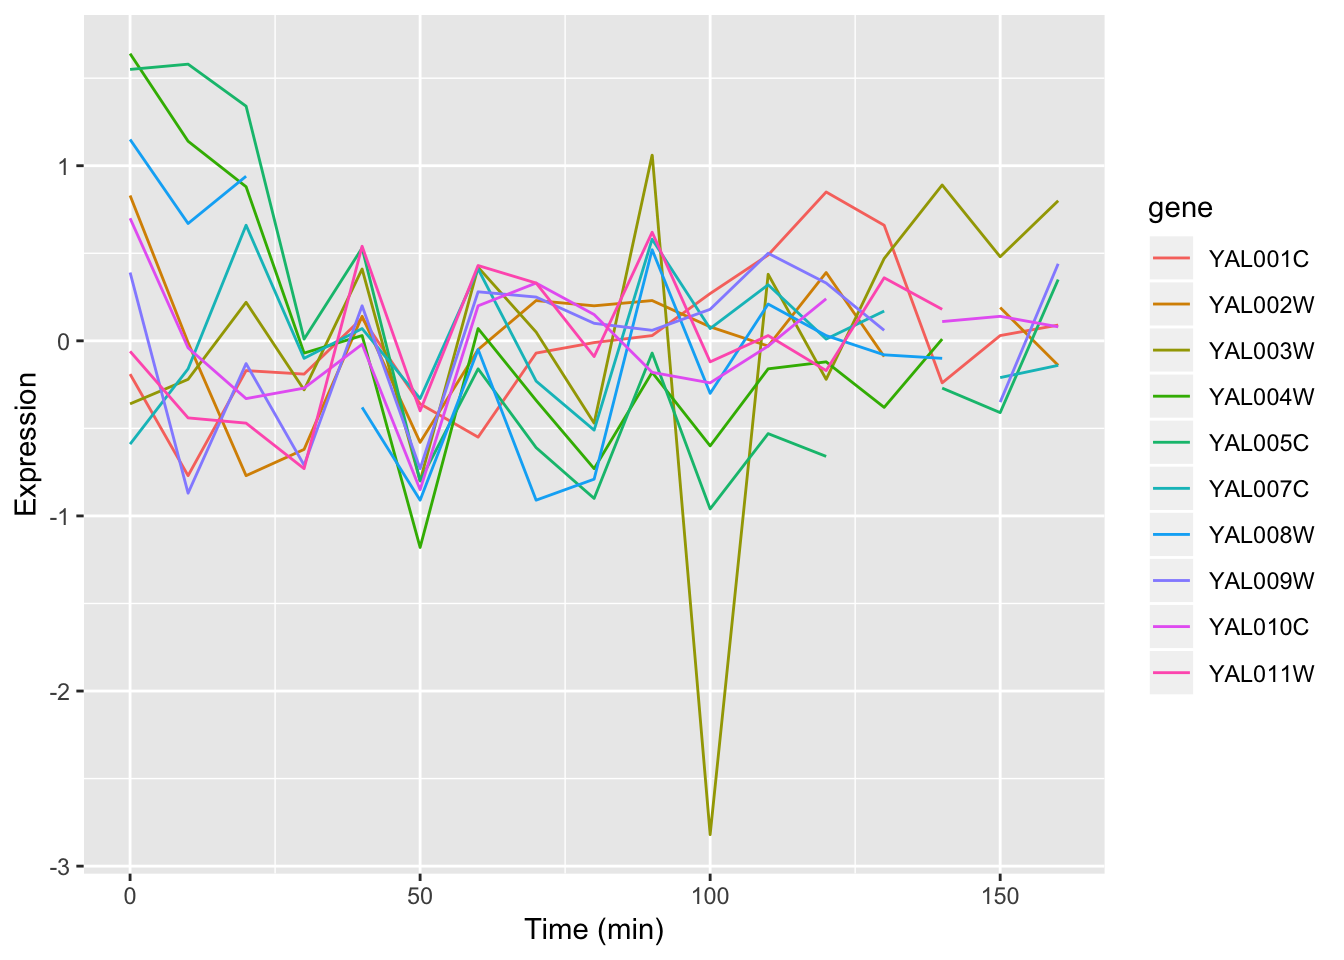 Expression
1
0
-1
-2
-3
0
50
100
150
Time (min)
gene
YAL001C
YAL002W
YAL003W
YAL004W
YAL005C
YAL007C
YAL008W
YAL009W
YAL010C
YAL011W